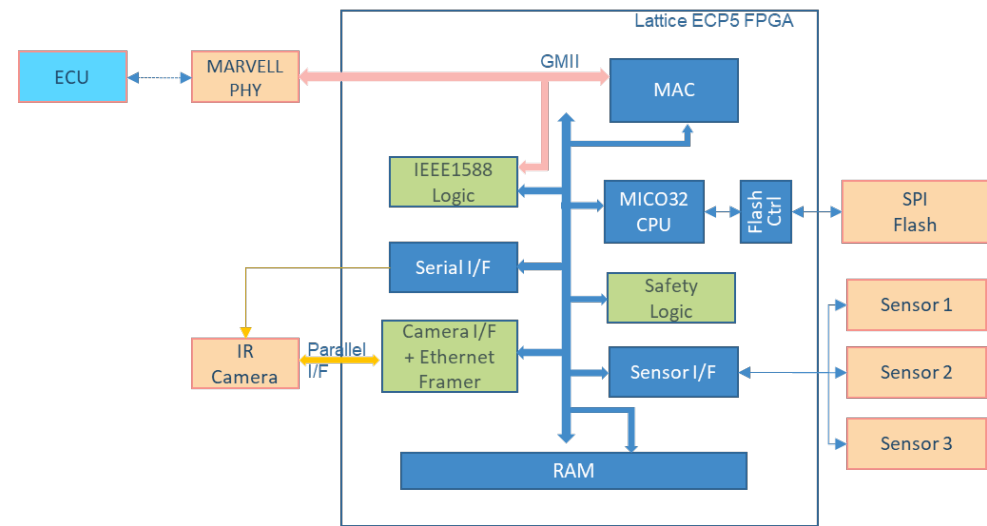 Lattice ECP5 FPGA
ECU
MARVELL
PHY
GMII
MAC
IEEE1588
Logic
MICO32
CPU
Flash
Ctrl
SPI
Flash
Serial I/F
Safety
Logic
Sensor 1
IR
Camera
Parallel
I/F
Camera I/F
+ Ethernet
Framer
Sensor I/F
Sensor 2
Sensor 3
RAM